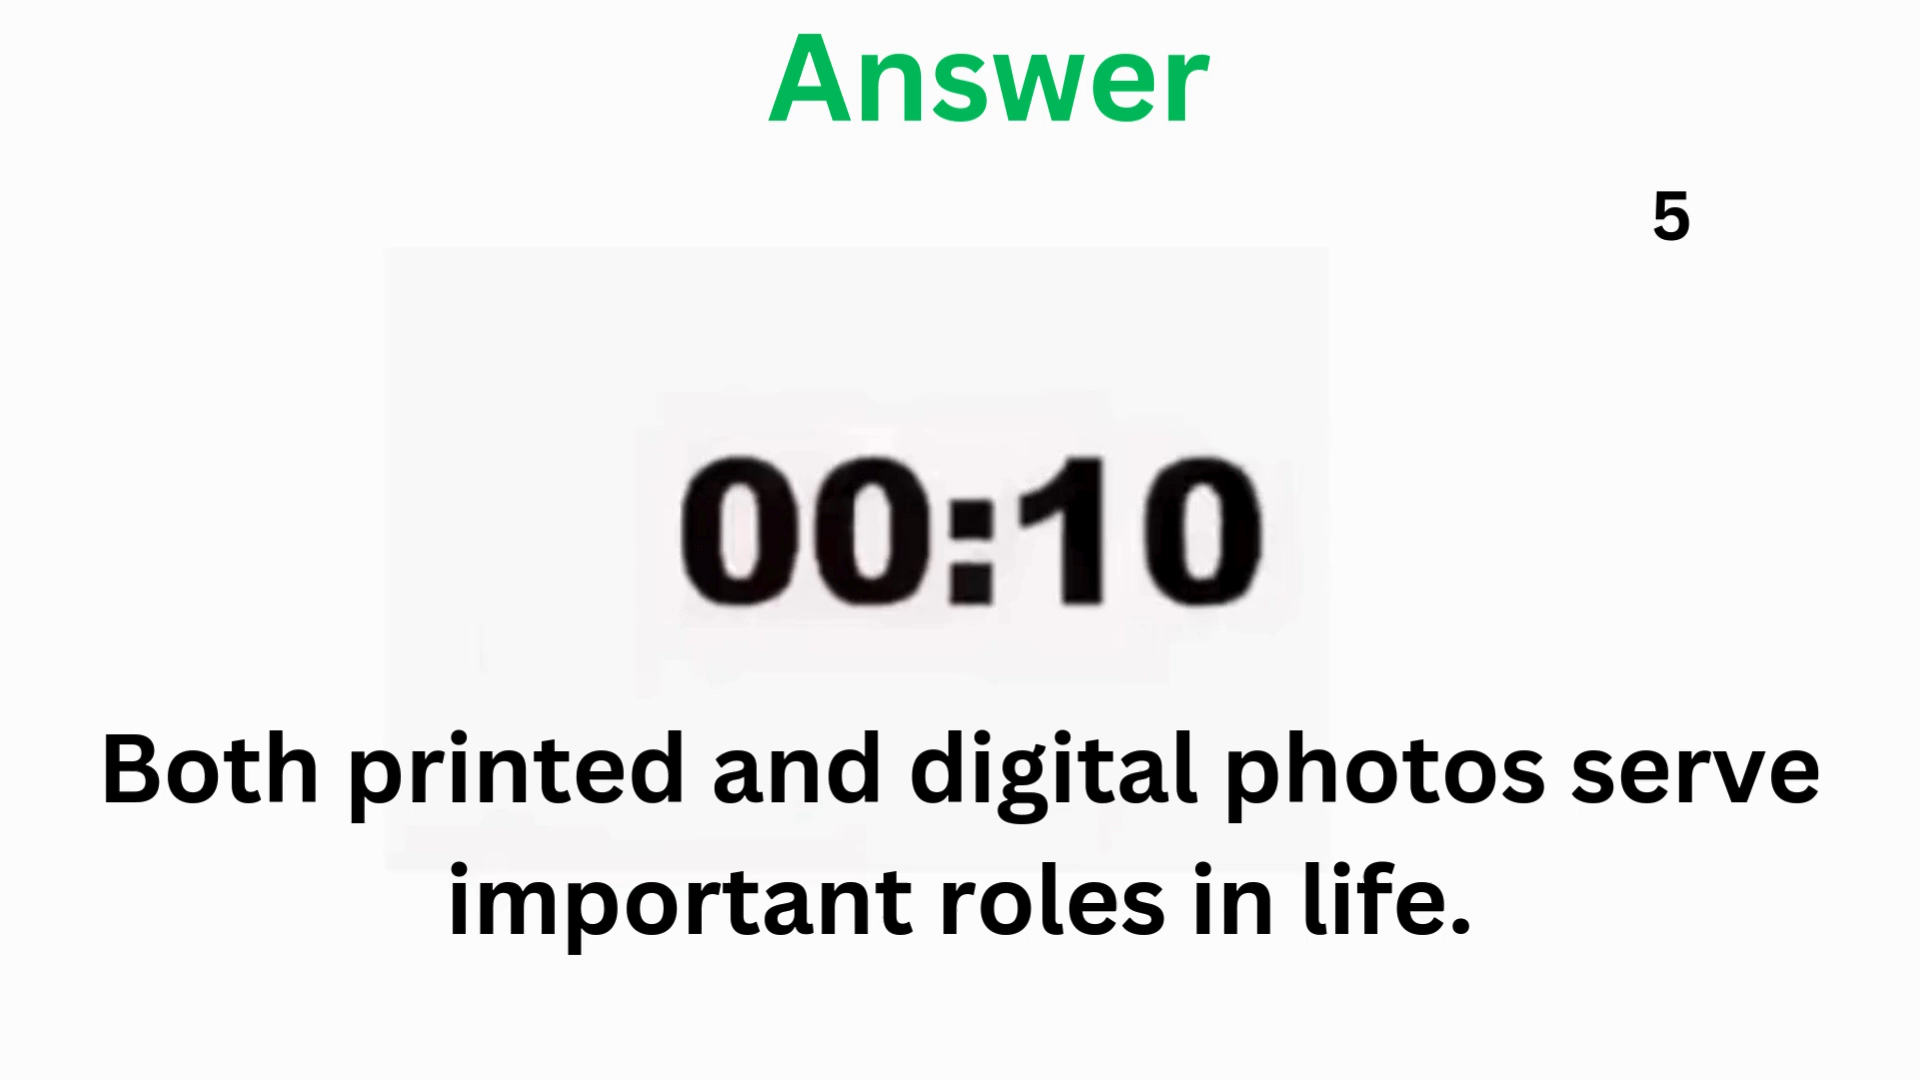 Answer
5
00:10
Both printed and digital photos serve
important roles in life.